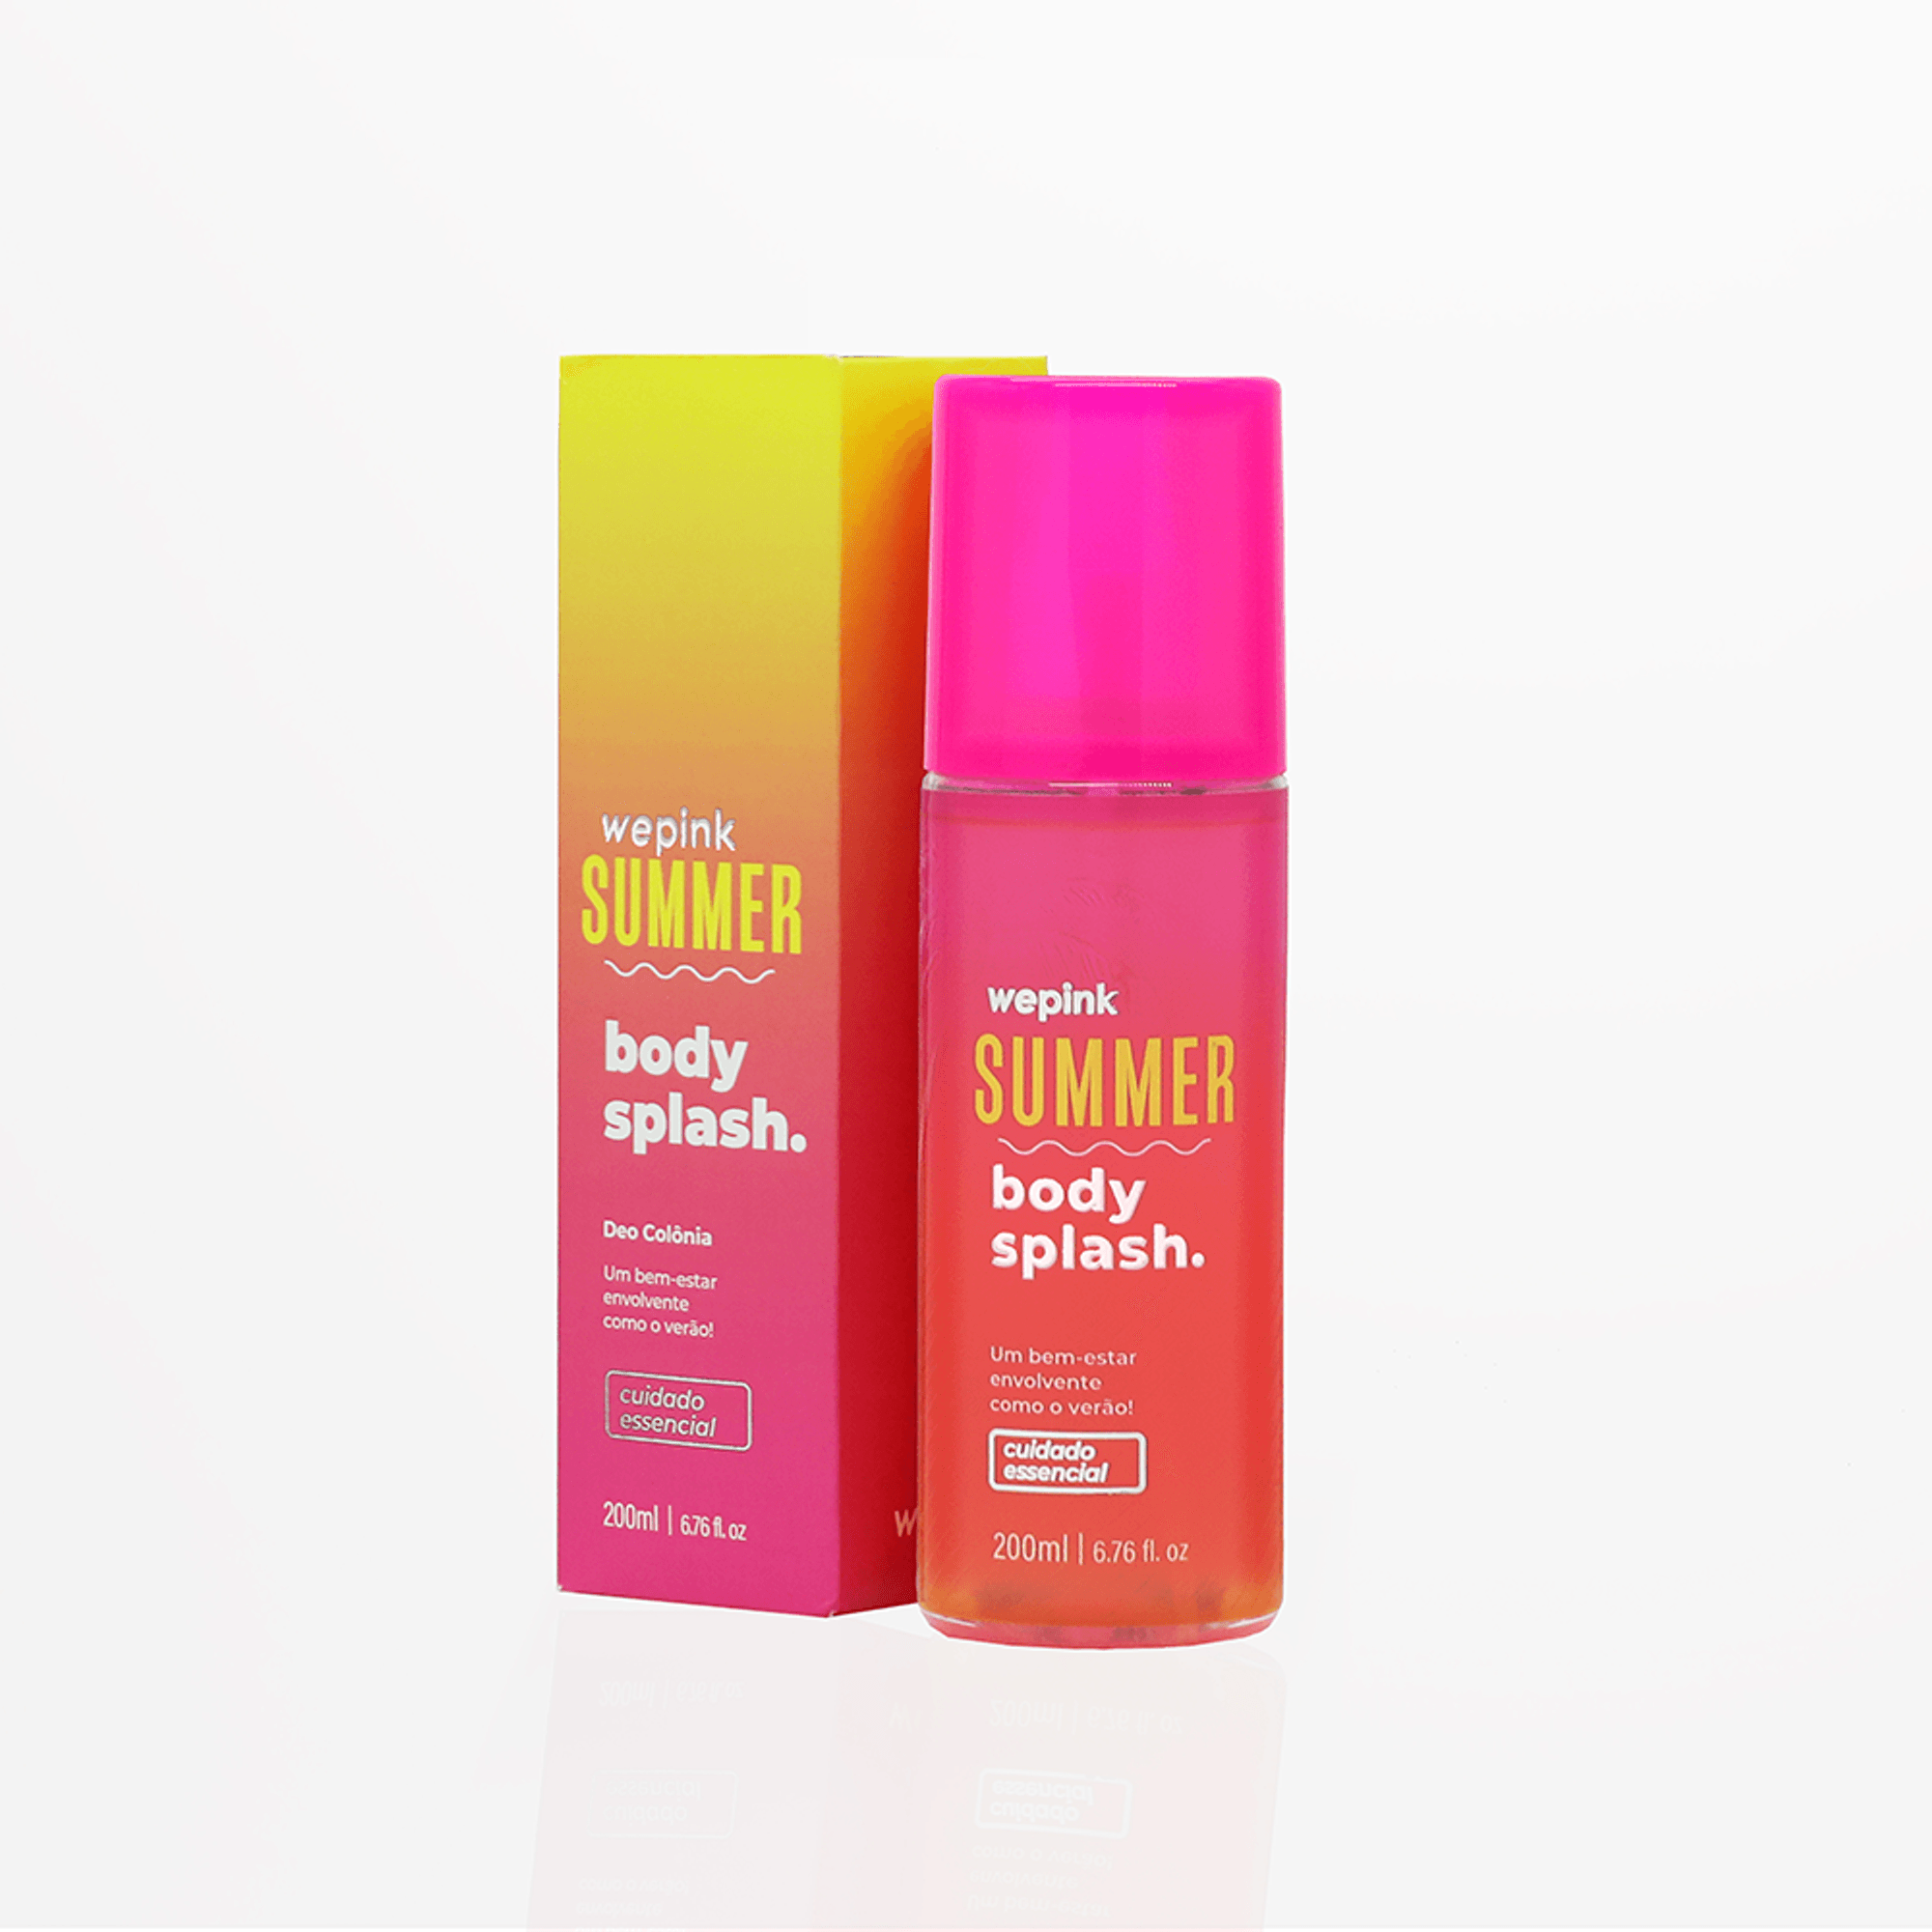 wepink
SUMMER
body
splash.
Deo Colônia
Um bem-estar
envolvente
como o verão!
cuidado
essencial
200ml | 6.76 fl. oz
w
wepink
SUMMER
body
splash.
Um bem-estar
envolvente
como o verão!
cuidado
essencial
200ml | 6.76 fl. oz